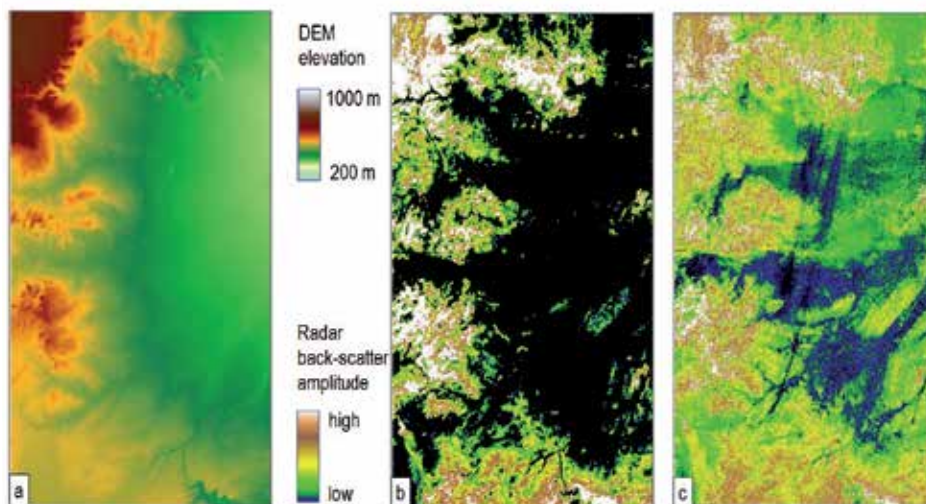 DEM
elevation
1000 m
200 m
Radar
back-scatter
amplitude
high
low
a
b
c